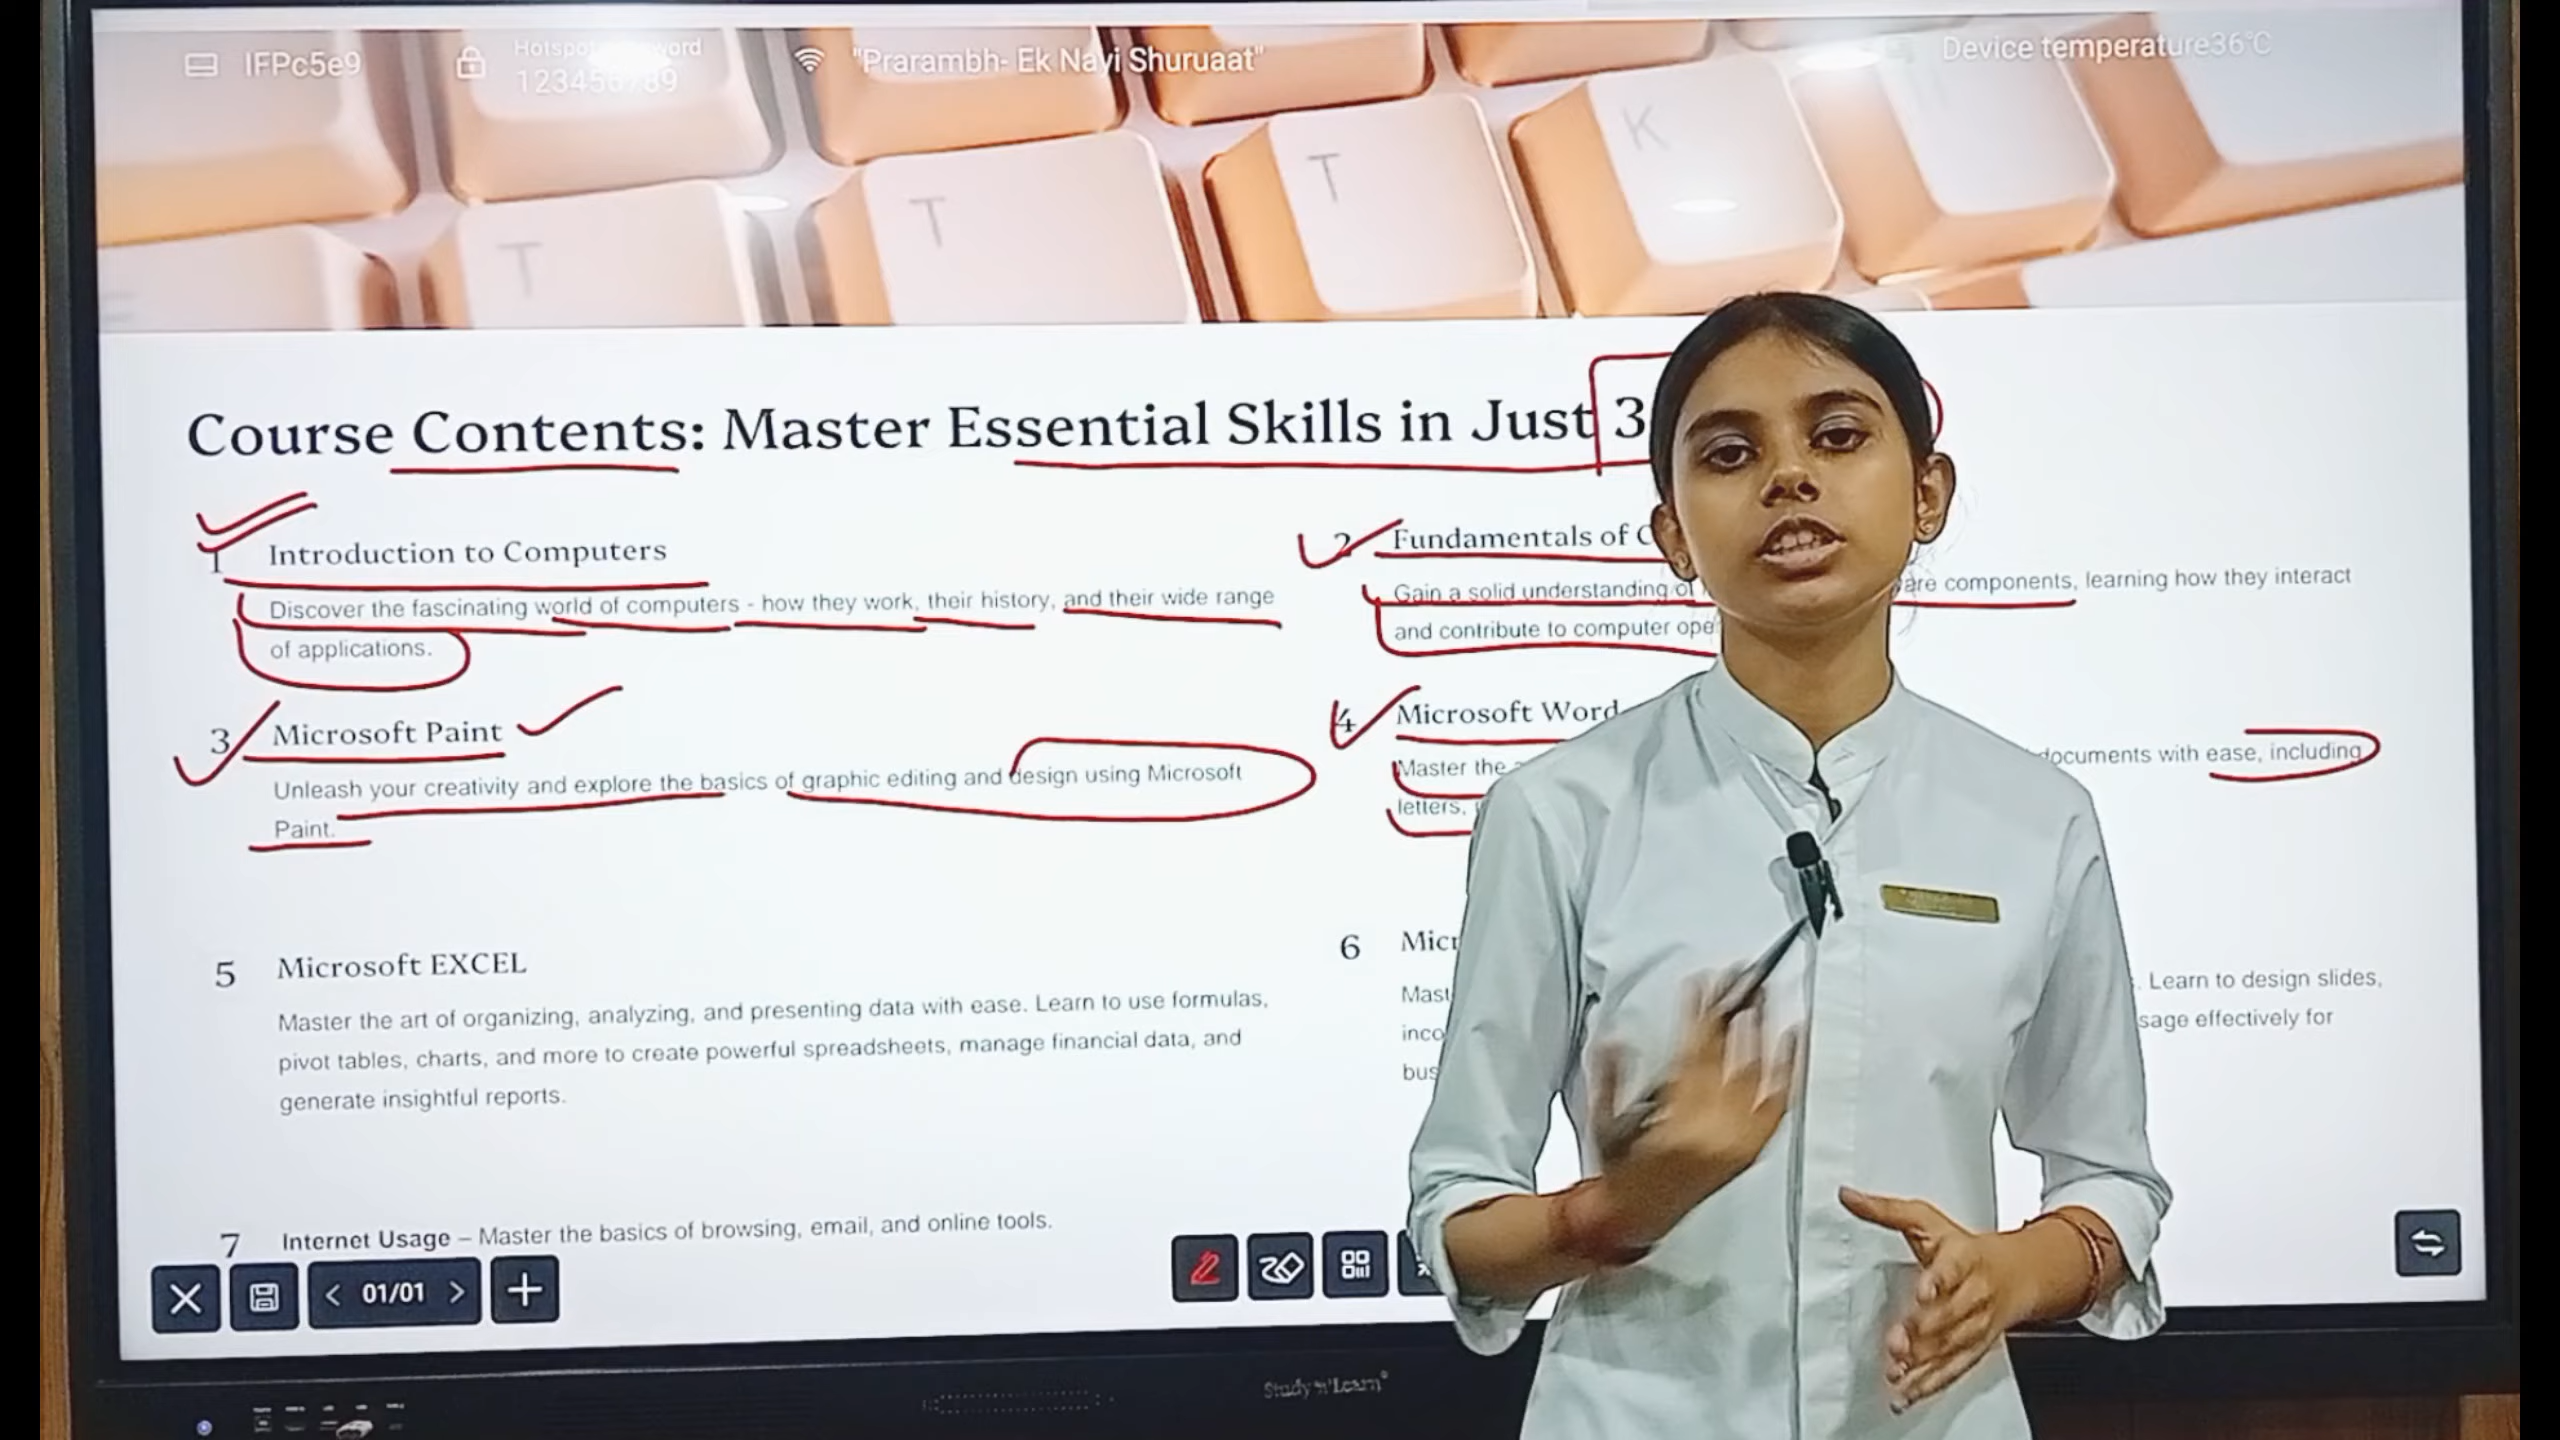 IFPc5e9
Hotspot
"Prarambh- Ek Nayi Shuruaat"
Device temperature36℃
T
T
T
K
Course Contents: Master Essential Skills in Just 3
1 Introduction to Computers
Discover the fascinating world of computers - how they work, their history, and their wide range
of applications.
2 Fundamentals of
Gain a solid understanding of components, learning how they interact
and contribute to computer
3 Microsoft Paint
Unleash your creativity and explore the basics of graphic editing and design using Microsoft
Paint.
4 Microsoft Word
Master the documents with ease, including
letters,
5 Microsoft EXCEL
Master the art of organizing, analyzing, and presenting data with ease. Learn to use formulas,
pivot tables, charts, and more to create powerful spreadsheets, manage financial data, and
generate insightful reports.
6
Learn to design slides,
effectively for
7 Internet Usage – Master the basics of browsing, email, and online tools.
01/01
Study 'n' Learn